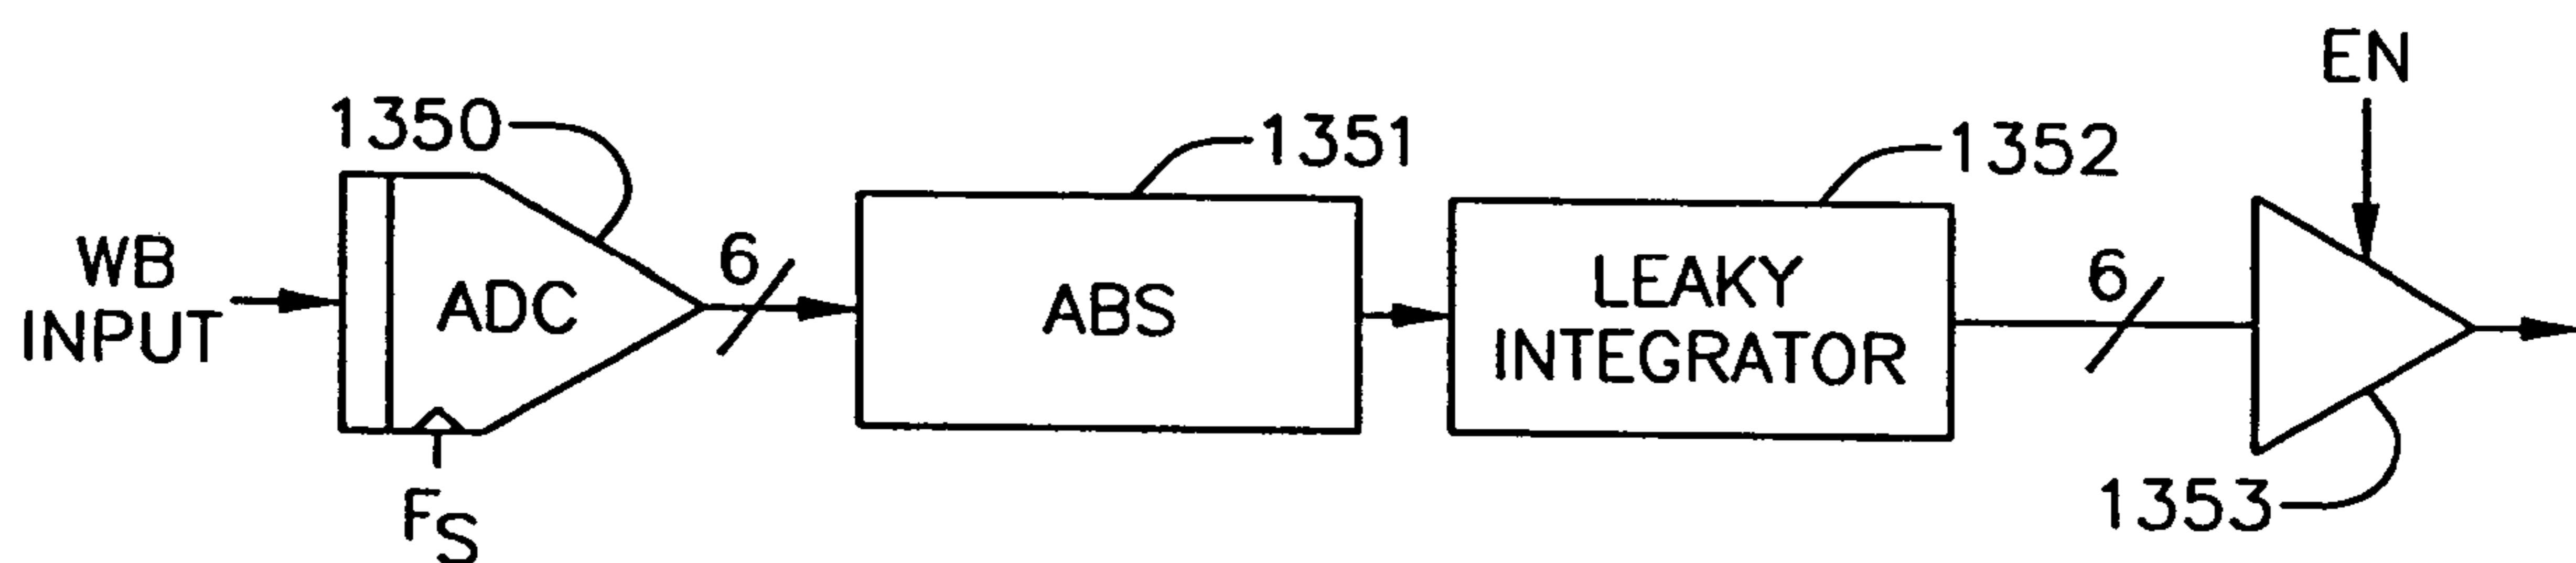 EN
1350
1351
1352
WB
INPUT
ADC
6
ABS
LEAKY
INTEGRATOR
6
FS
1353